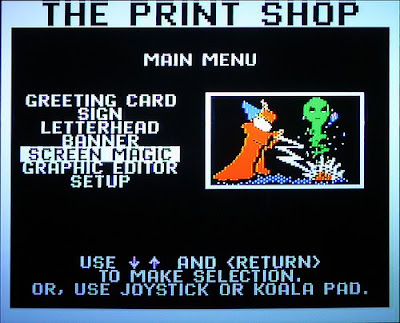 THE PRINT SHOP
MAIN MENU
GREETING CARD
SIGN
LETTERHEAD
BANNER
SCREEN MAGIC
GRAPHIC EDITOR
SETUP
USE ↓ ↑ AND <RETURN>
TO MAKE SELECTION.
OR, USE JOYSTICK OR KOALA PAD.